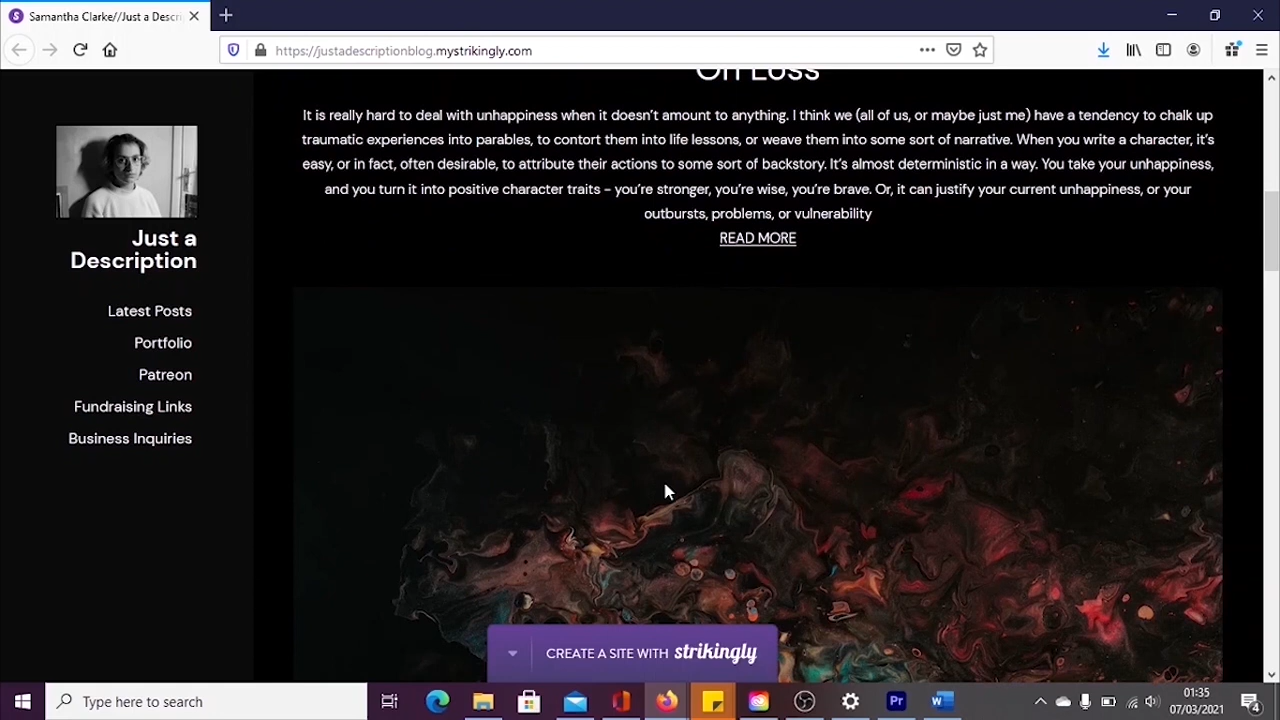 Samantha Clarke//Just a Descri
https://justadescriptionblog.mystrikingly.com
On Loss
It is really hard to deal with unhappiness when it doesn't amount to anything. I think we (all of us, or maybe just me) have a tendency to chalk up
traumatic experiences into parables, to contort them into life lessons, or weave them into some sort of narrative. When you write a character, it's
easy, or in fact, often desirable, to attribute their actions to some sort of backstory. It's almost deterministic in a way. You take your unhappiness,
and you turn it into positive character traits - you're stronger, you're wise, you're brave. Or, it can justify your current unhappiness, or your
outbursts, problems, or vulnerability
READ MORE
Just a
Description
Latest Posts
Portfolio
Patreon
Fundraising Links
Business Inquiries
CREATE A SITE WITH strikingly
Type here to search
Pr
01:35
07/03/2021
4